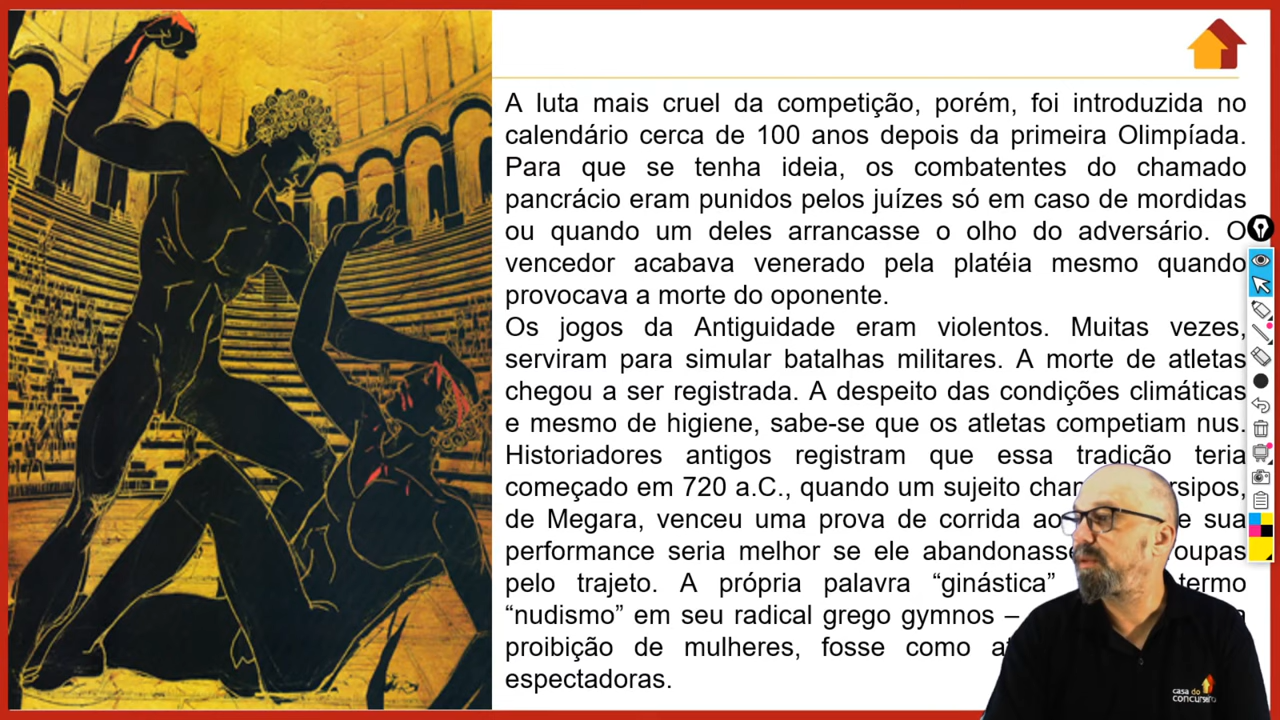 A luta mais cruel da competição, porém, foi introduzida no
calendário cerca de 100 anos depois da primeira Olimpíada.
Para que se tenha ideia, os combatentes do chamado
pancrácio eram punidos pelos juízes só em caso de mordidas
ou quando um deles arrancasse o olho do adversário. O
vencedor acabava venerado pela platéia mesmo quando
provocava a morte do oponente.
Os jogos da Antiguidade eram violentos. Muitas vezes,
serviram para simular batalhas militares. A morte de atletas
chegou a ser registrada. A despeito das condições climáticas
e mesmo de higiene, sabe-se que os atletas competiam nus.
Historiadores antigos registram que essa tradição teria
começado em 720 a.C., quando um sujeito
de Megara, venceu uma prova de corrida sua
performance seria melhor se ele
pelo trajeto. A própria palavra “ginástica” termo
“nudismo” em seu radical grego gymnos –
proibição de mulheres, fosse como
espectadoras.
casa do
concurseiro